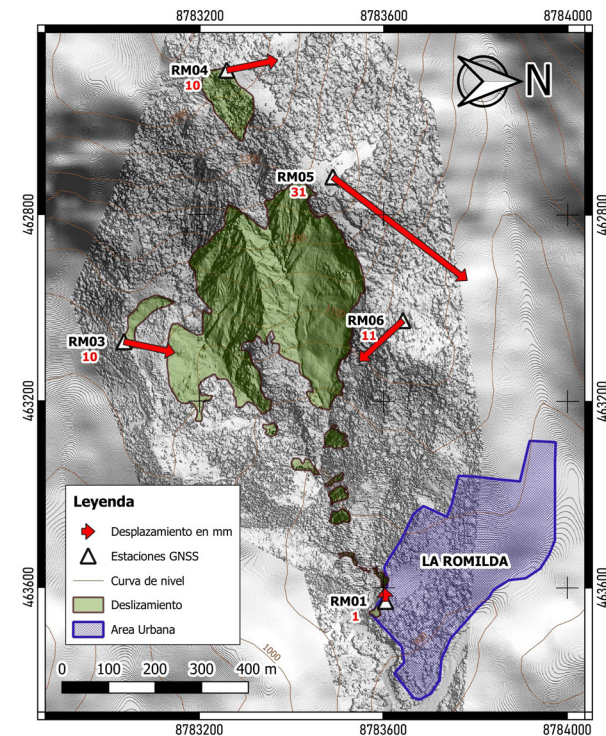 8783200 8783600 8784000
N
RM04
10
RM05
31
462800 462800
RM06
11
RM03
10
463200 463200
Leyenda
Desplazamiento en mm
Estaciones GNSS
Curva de nivel
Deslizamiento
Area Urbana
LA ROMILDA
463600 463600
RM01
1
1000
0 100 200 300 400 m
8783200 8783600 8784000